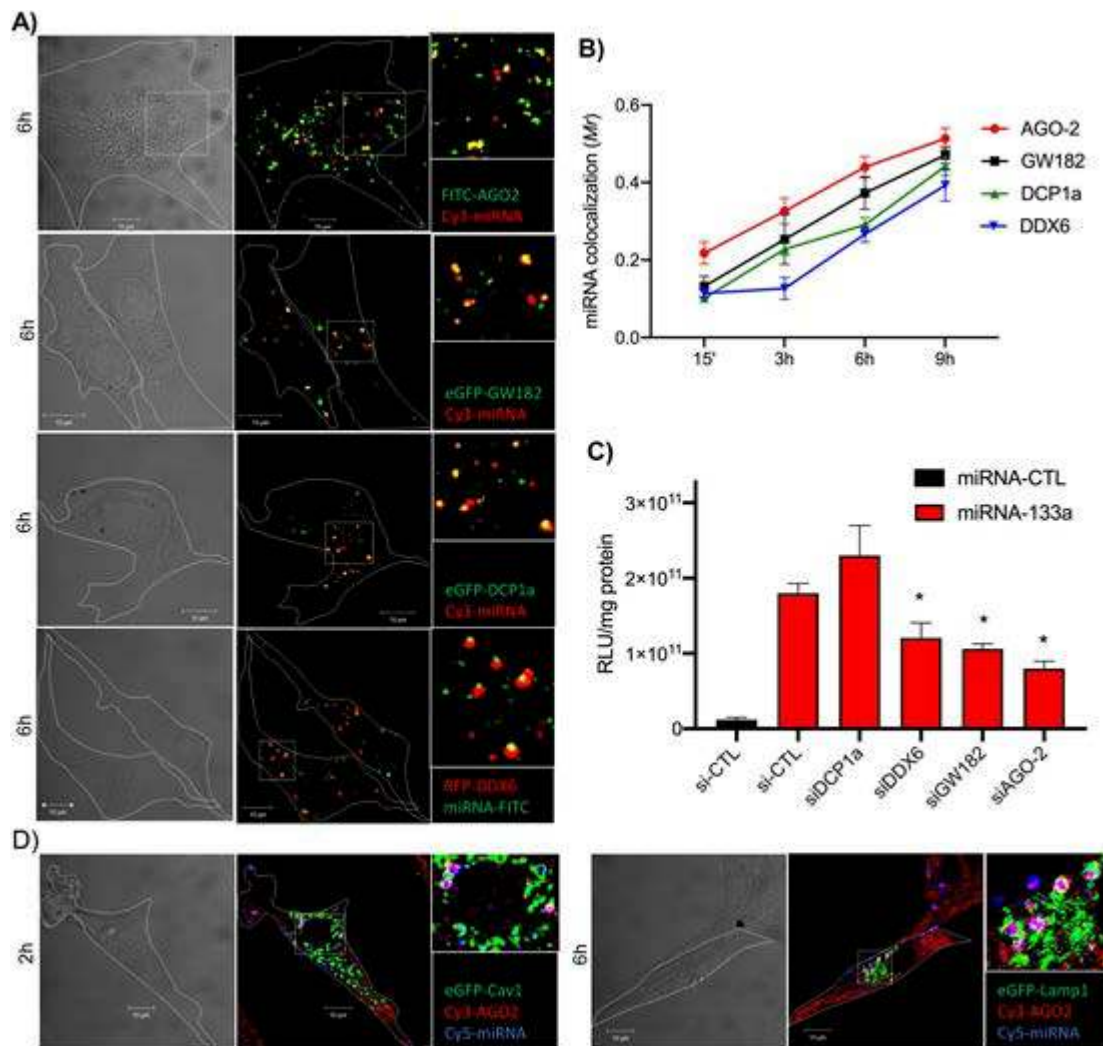 A)
6h
FITC-AGO2
Cy3-miRNA
6h
eGFP-GW182
Cy3-miRNA
6h
eGFP-DCP1a
Cy3-miRNA
6h
RFP-DDX6
miRNA-FITC
B)
miRNA colocalization (Mr)
0.6
0.4
0.2
0.0
15'
3h
6h
9h
AGO-2
GW182
DCP1a
DDX6
C)
miRNA-CTL
miRNA-133a
RLU/mg protein
3×10¹¹
2×10¹¹
1×10¹¹
0
*
*
*
si-CTL
si-CTL
siDCP1a
siDDX6
siGW182
siAGO-2
D)
2h
eGFP-Cav1
Cy3-AGO2
Cy5-miRNA
6h
eGFP-Lamp1
Cy3-AGO2
Cy5-miRNA